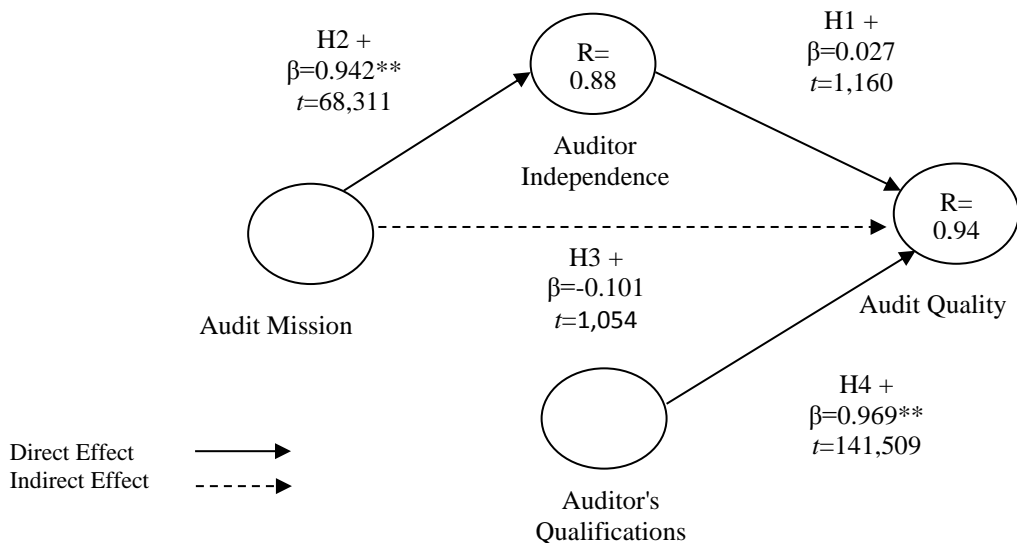 H2 +
β=0.942**
t=68,311
R=
0.88
H1 +
β=0.027
t=1,160
Auditor
Independence
R=
0.94
H3 +
β=-0.101
t=1,054
Audit Mission
Audit Quality
H4 +
β=0.969**
t=141,509
Direct Effect
Indirect Effect
Auditor's
Qualifications